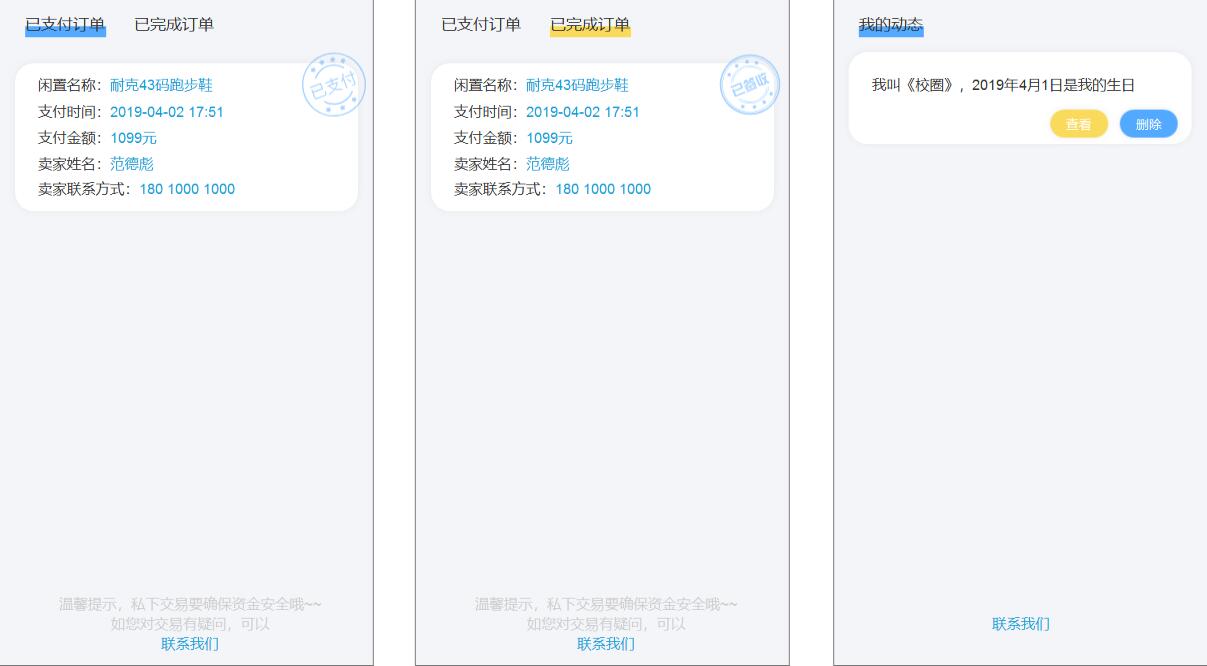 已支付订单 已完成订单
已支付
闲置名称：耐克43码跑步鞋
支付时间：2019-04-02 17:51
支付金额：1099元
卖家姓名：范德彪
卖家联系方式：180 1000 1000
温馨提示，私下交易要确保资金安全哦~~
如您对交易有疑问，可以
联系我们
已支付订单 已完成订单
已签收
闲置名称：耐克43码跑步鞋
支付时间：2019-04-02 17:51
支付金额：1099元
卖家姓名：范德彪
卖家联系方式：180 1000 1000
温馨提示，私下交易要确保资金安全哦~~
如您对交易有疑问，可以
联系我们
我的动态
我叫《校圈》，2019年4月1日是我的生日
查看 删除
联系我们